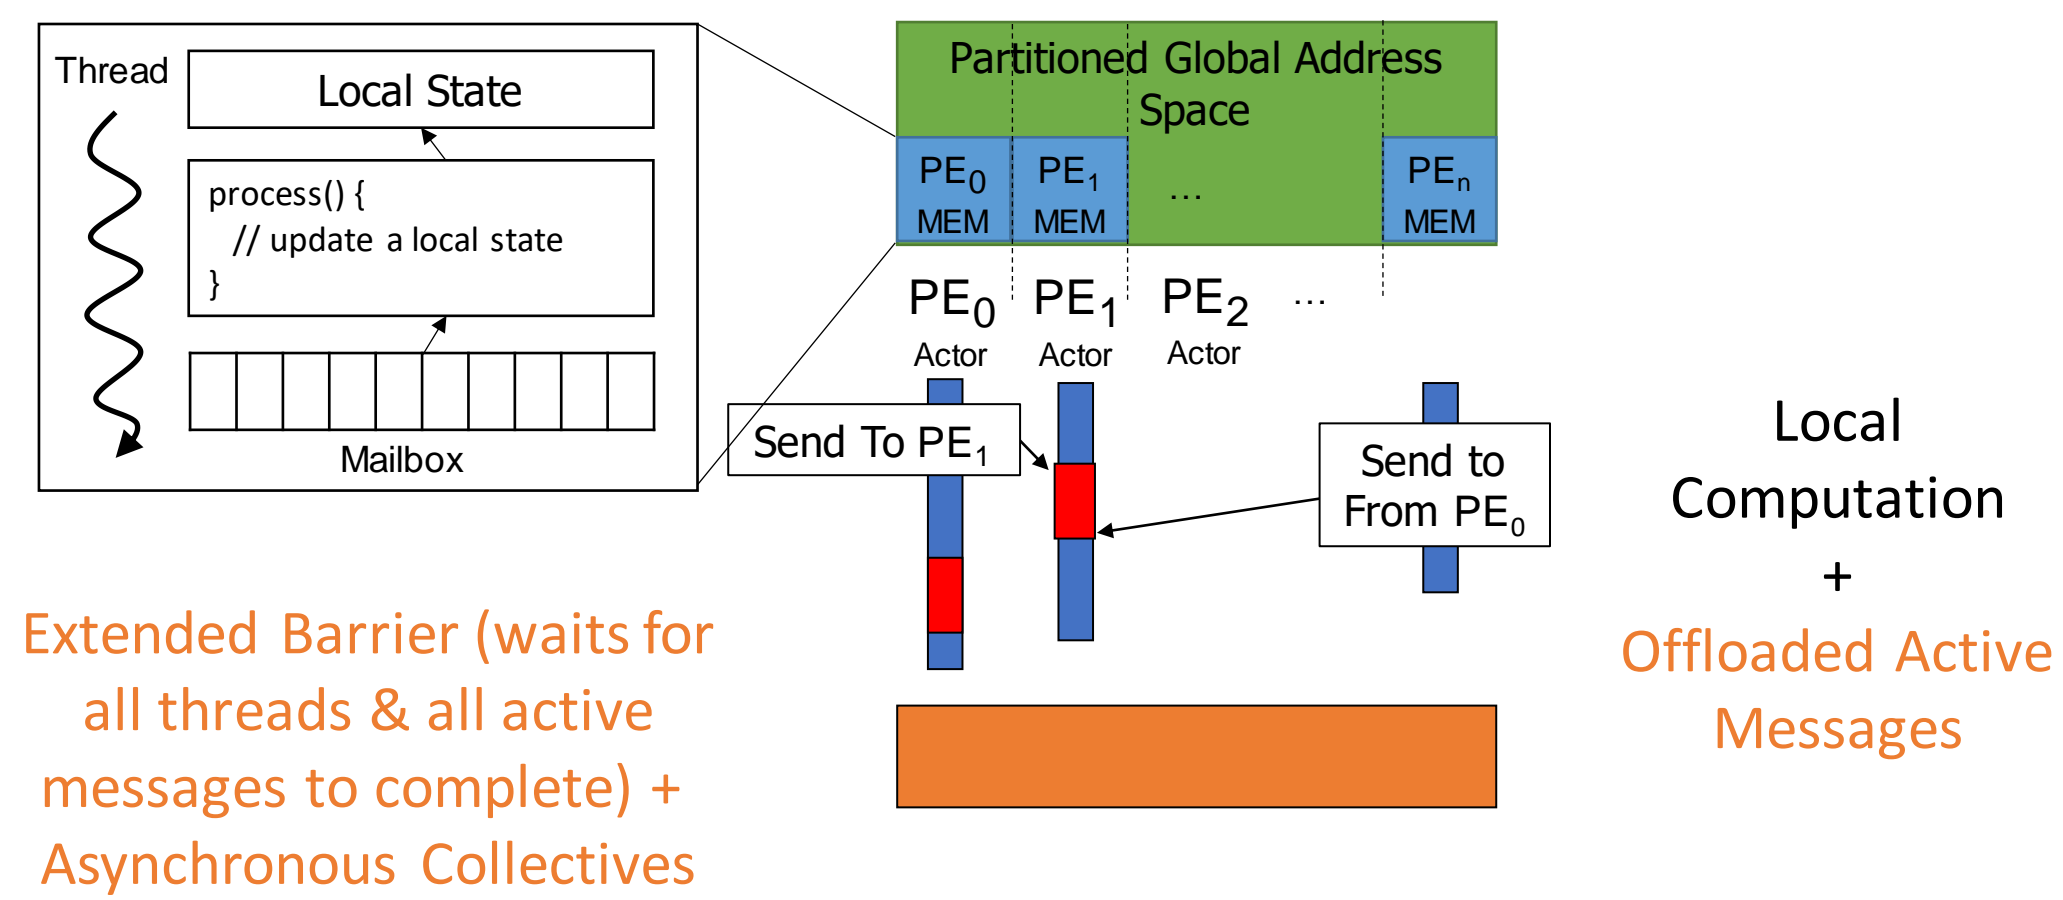 Thread
Local State
process() {
// update a local state
}
Mailbox
Partitioned Global Address
Space
PE₀
MEM
PE₁
MEM
...
PEₙ
MEM
PE₀
Actor
PE₁
Actor
PE₂
Actor
...
Send To PE₁
Send to
From PE₀
Local
Computation
+
Offloaded Active
Messages
Extended Barrier (waits for
all threads & all active
messages to complete) +
Asynchronous Collectives